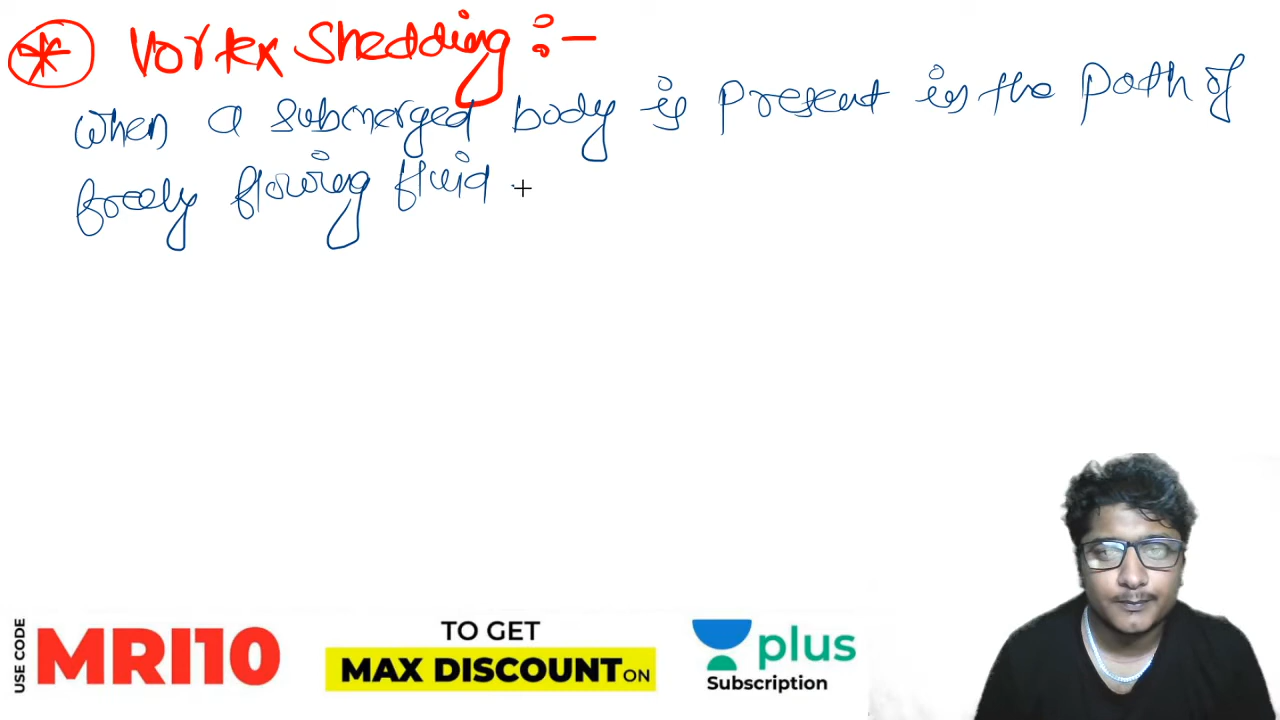 * Vortex Shedding :-
when a submerged body is present in the path of
freely flowing fluid
USE CODE
MRI10
TO GET
MAX DISCOUNT ON
plus
Subscription